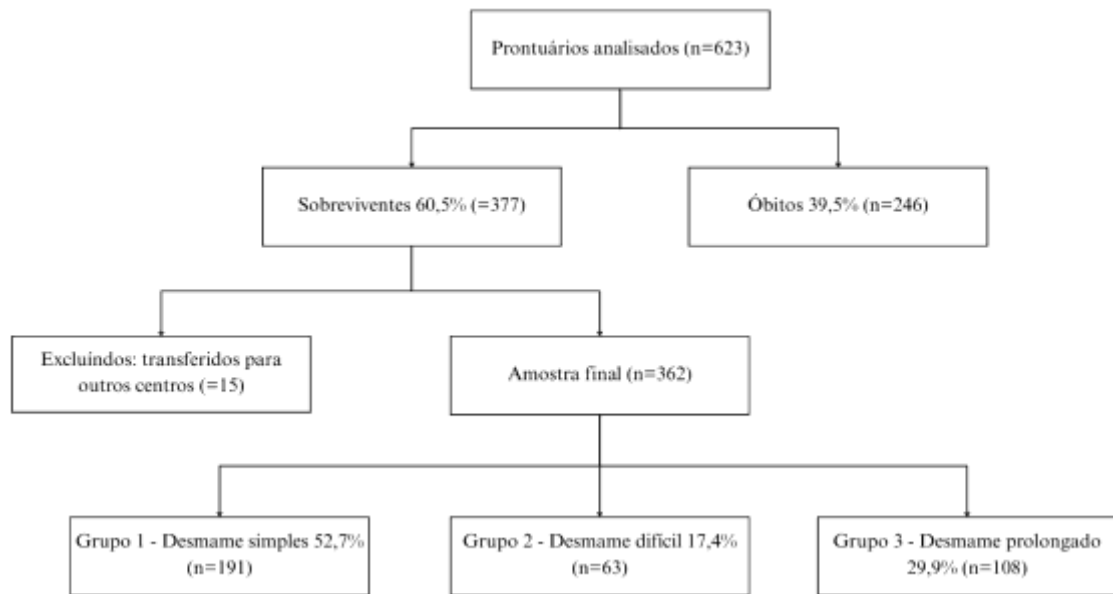 Prontuários analisados (n=623)
Sobreviventes 60,5% (=377)
Óbitos 39,5% (n=246)
Excluíndos: transferidos para
outros centros (=15)
Amostra final (n=362)
Grupo 1 - Desmame simples 52,7%
(n=191)
Grupo 2 - Desmame difícil 17,4%
(n=63)
Grupo 3 - Desmame prolongado
29,9% (n=108)